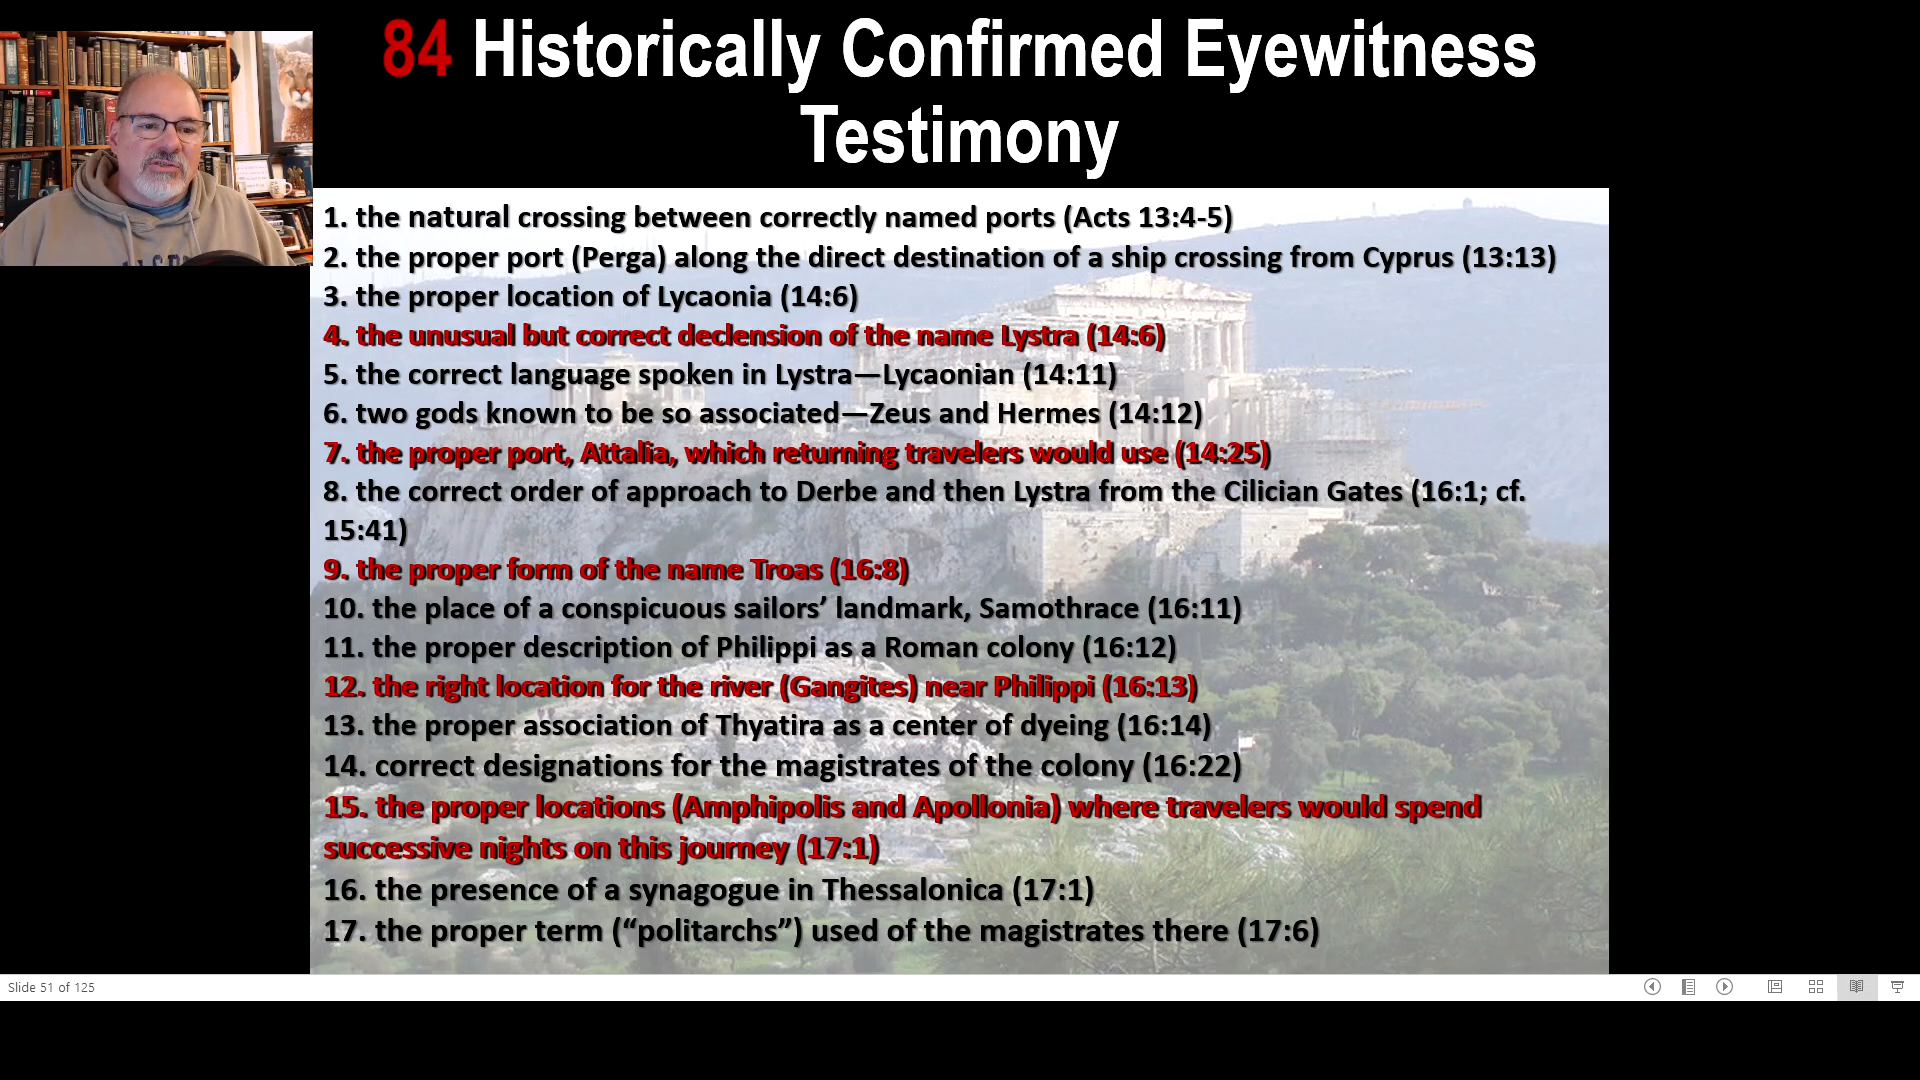 84 Historically Confirmed Eyewitness
Testimony
1. the natural crossing between correctly named ports (Acts 13:4-5)
2. the proper port (Perga) along the direct destination of a ship crossing from Cyprus (13:13)
3. the proper location of Lycaonia (14:6)
4. the unusual but correct declension of the name Lystra (14:6)
5. the correct language spoken in Lystra—Lycaonian (14:11)
6. two gods known to be so associated—Zeus and Hermes (14:12)
7. the proper port, Attalia, which returning travelers would use (14:25)
8. the correct order of approach to Derbe and then Lystra from the Cilician Gates (16:1; cf.
15:41)
9. the proper form of the name Troas (16:8)
10. the place of a conspicuous sailors’ landmark, Samothrace (16:11)
11. the proper description of Philippi as a Roman colony (16:12)
12. the right location for the river (Gangites) near Philippi (16:13)
13. the proper association of Thyatira as a center of dyeing (16:14)
14. correct designations for the magistrates of the colony (16:22)
15. the proper locations (Amphipolis and Apollonia) where travelers would spend
successive nights on this journey (17:1)
16. the presence of a synagogue in Thessalonica (17:1)
17. the proper term (“politarchs”) used of the magistrates there (17:6)
Slide 51 of 125